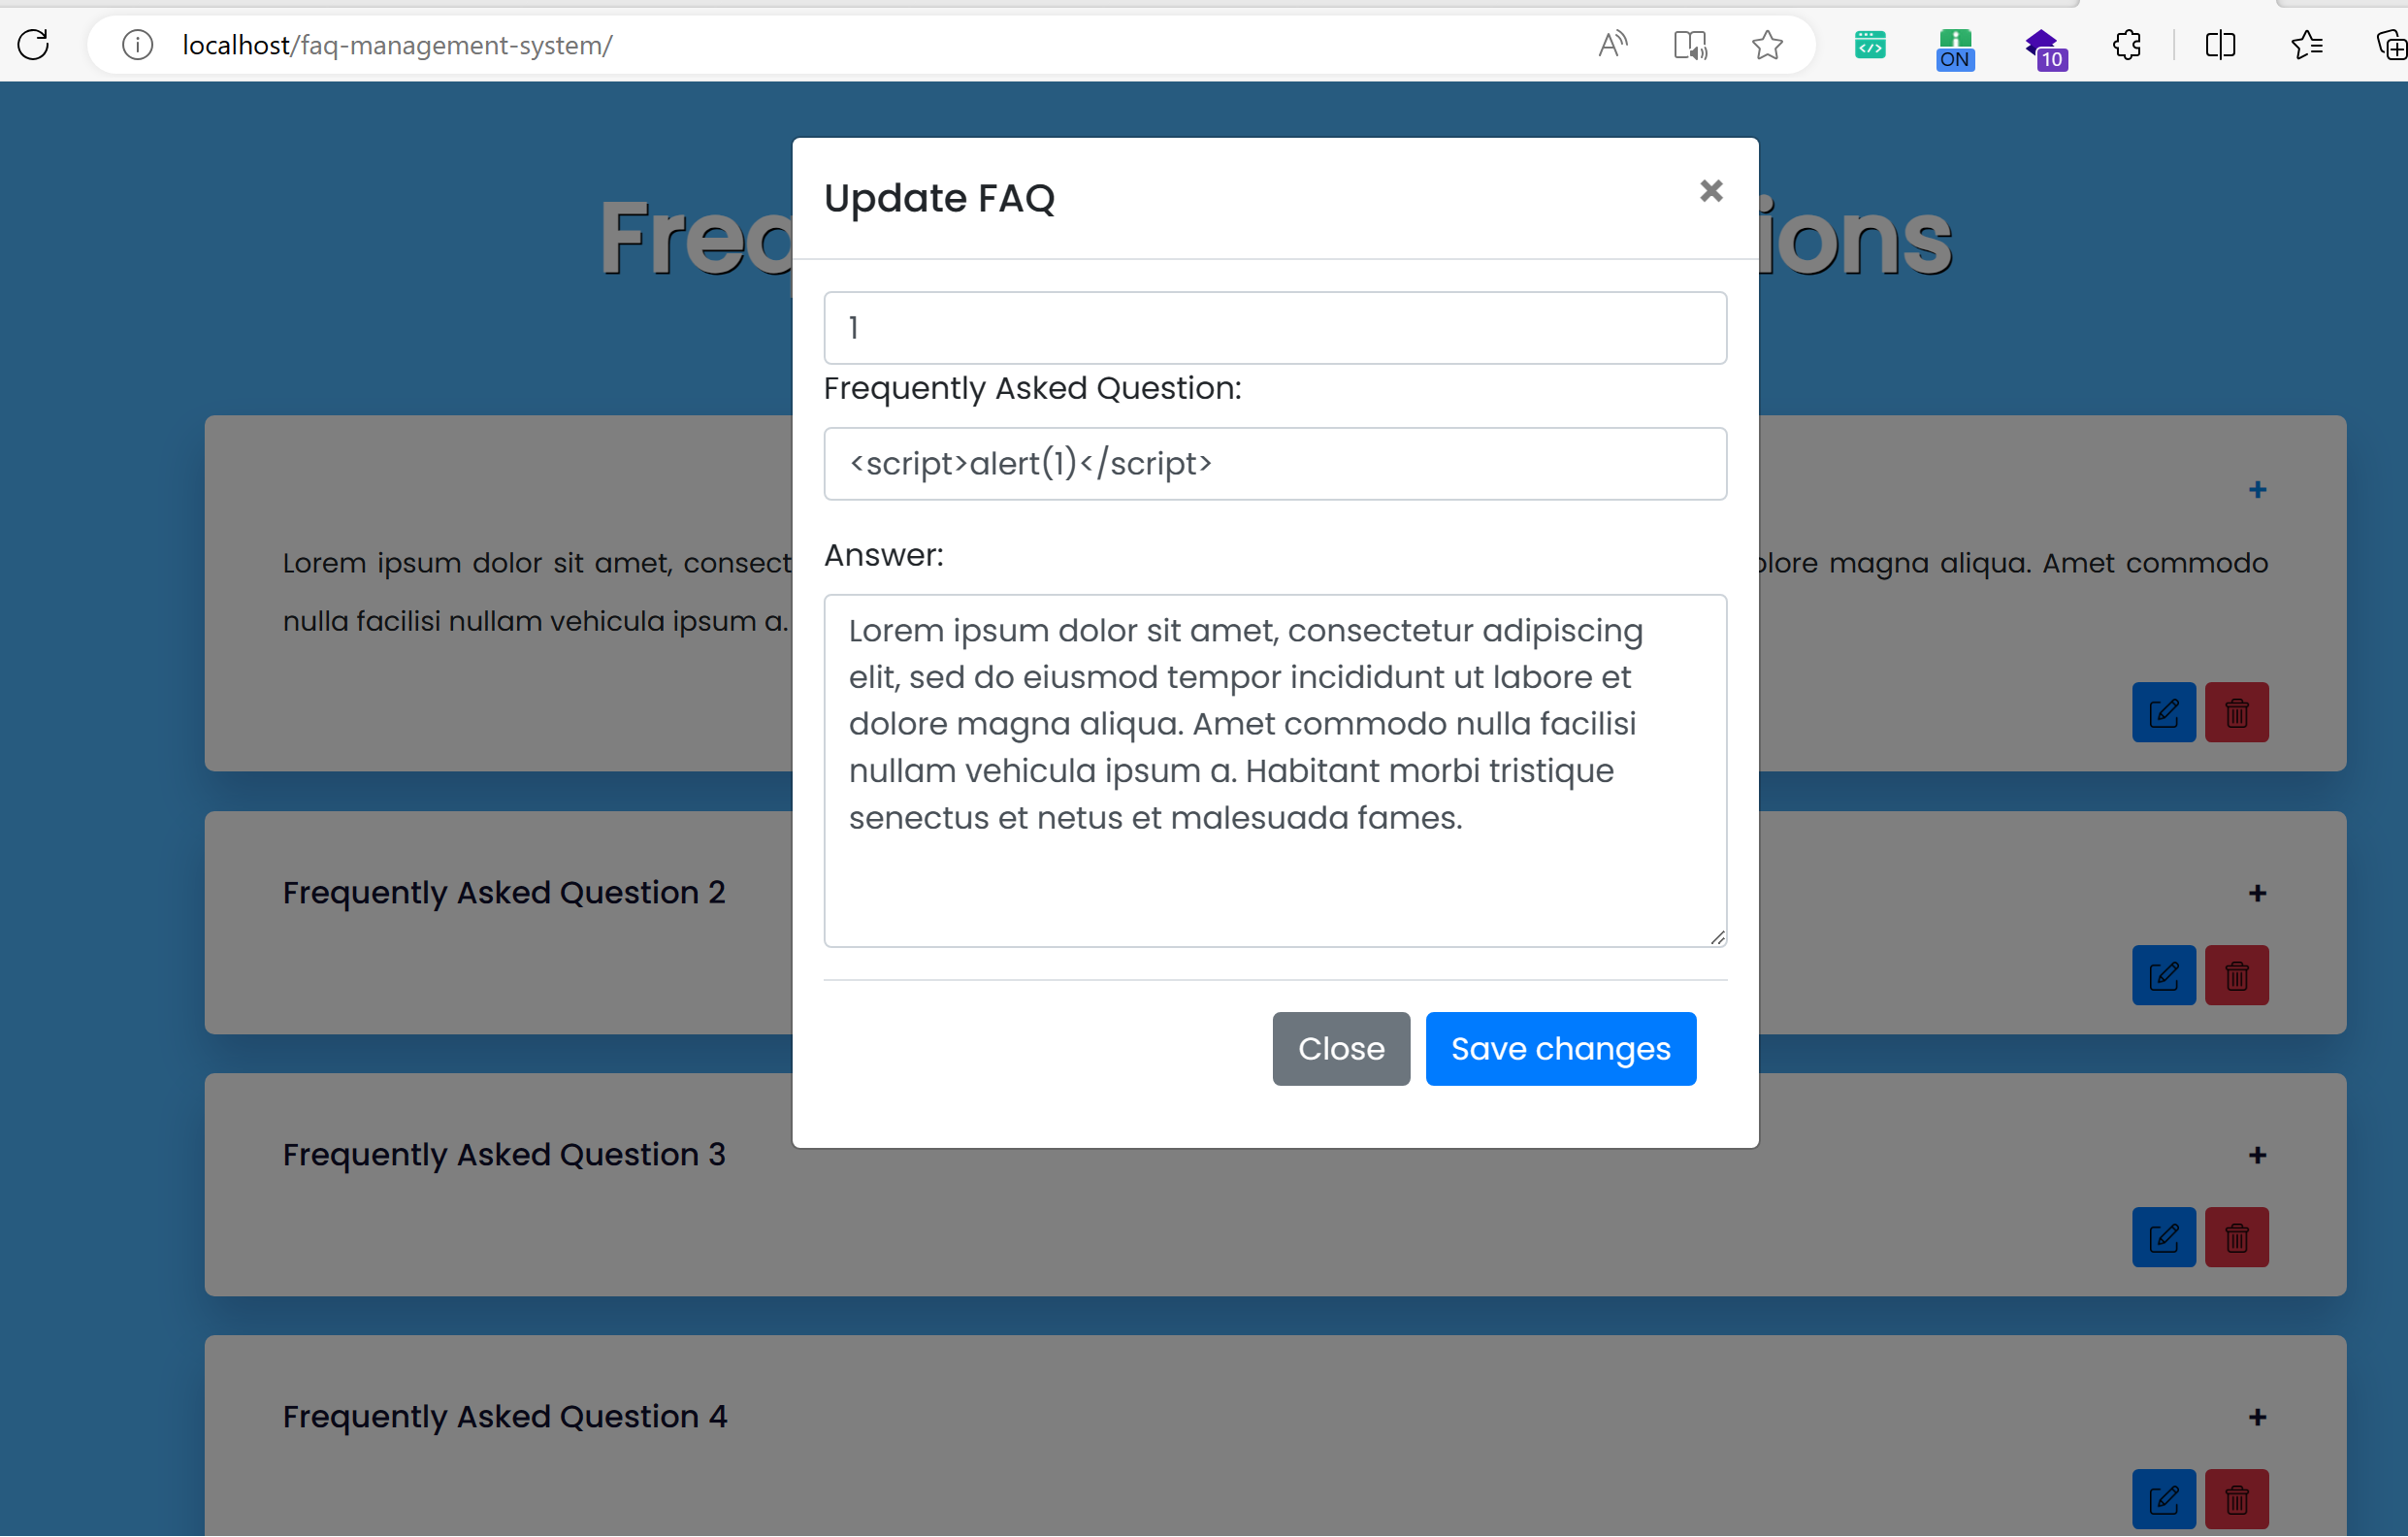 localhost/faq-management-system/
ON
10
Update FAQ
Freq
ions
1
Frequently Asked Question:
<script>alert(1)</script>
Answer:
Lorem ipsum dolor sit amet, consectetur adipiscing
elit, sed do eiusmod tempor incididunt ut labore et
dolore magna aliqua. Amet commodo nulla facilisi
nullam vehicula ipsum a. Habitant morbi tristique
senectus et netus et malesuada fames.
Close
Save changes
+
Lorem ipsum dolor sit amet, consect
olore magna aliqua. Amet commodo
nulla facilisi nullam vehicula ipsum a.
Frequently Asked Question 2
+
Frequently Asked Question 3
+
Frequently Asked Question 4
+